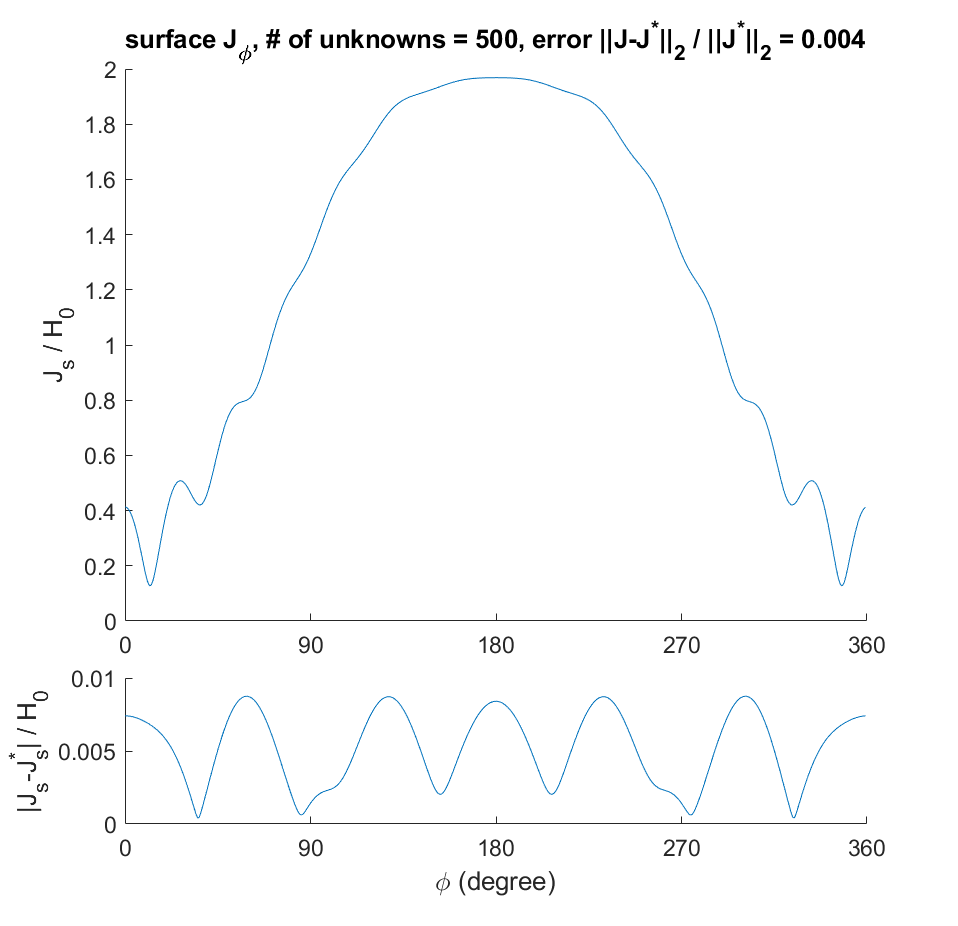 surface J_ϕ, # of unknowns = 500, error ||J-J^*||_2 / ||J^*||_2 = 0.004
2
1.8
1.6
1.4
1.2
1
0.8
0.6
0.4
0.2
0
J_s / H_0
0 90 180 270 360
0.01
0.005
0
|J_s-J_s^*| / H_0
0 90 180 270 360
ϕ (degree)